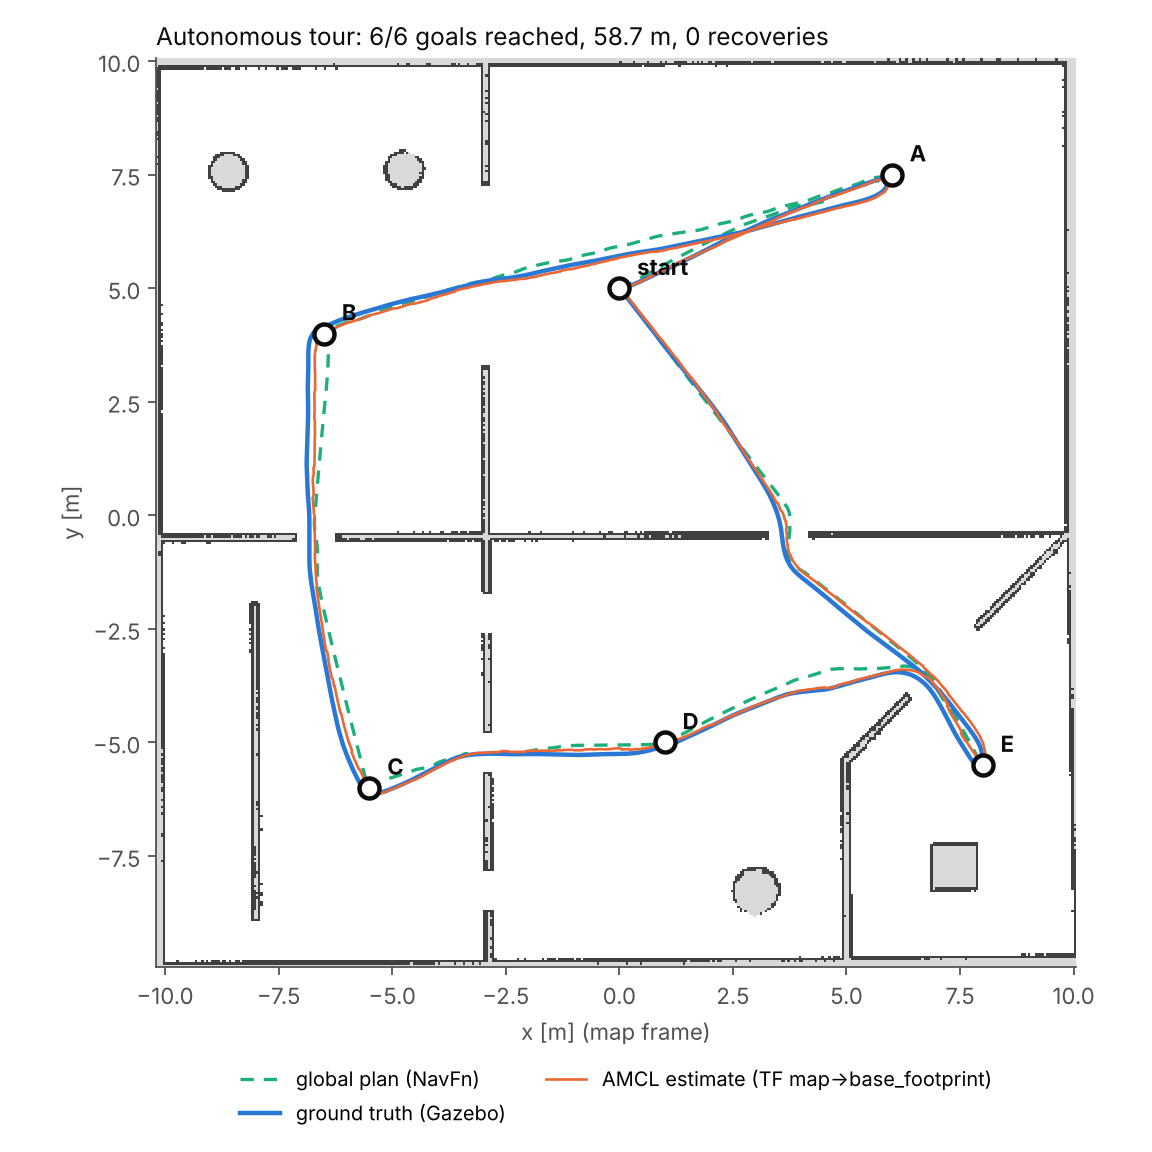 Autonomous tour: 6/6 goals reached, 58.7 m, 0 recoveries
10.0
7.5
5.0
2.5
0.0
−2.5
−5.0
−7.5
y [m]
A
start
B
D
C
E
−10.0 −7.5 −5.0 −2.5 0.0 2.5 5.0 7.5 10.0
x [m] (map frame)
global plan (NavFn)
AMCL estimate (TF map→base_footprint)
ground truth (Gazebo)